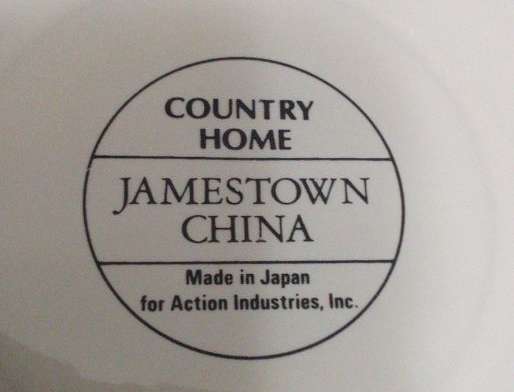 COUNTRY
HOME
JAMESTOWN
CHINA
Made in Japan
for Action Industries, Inc.